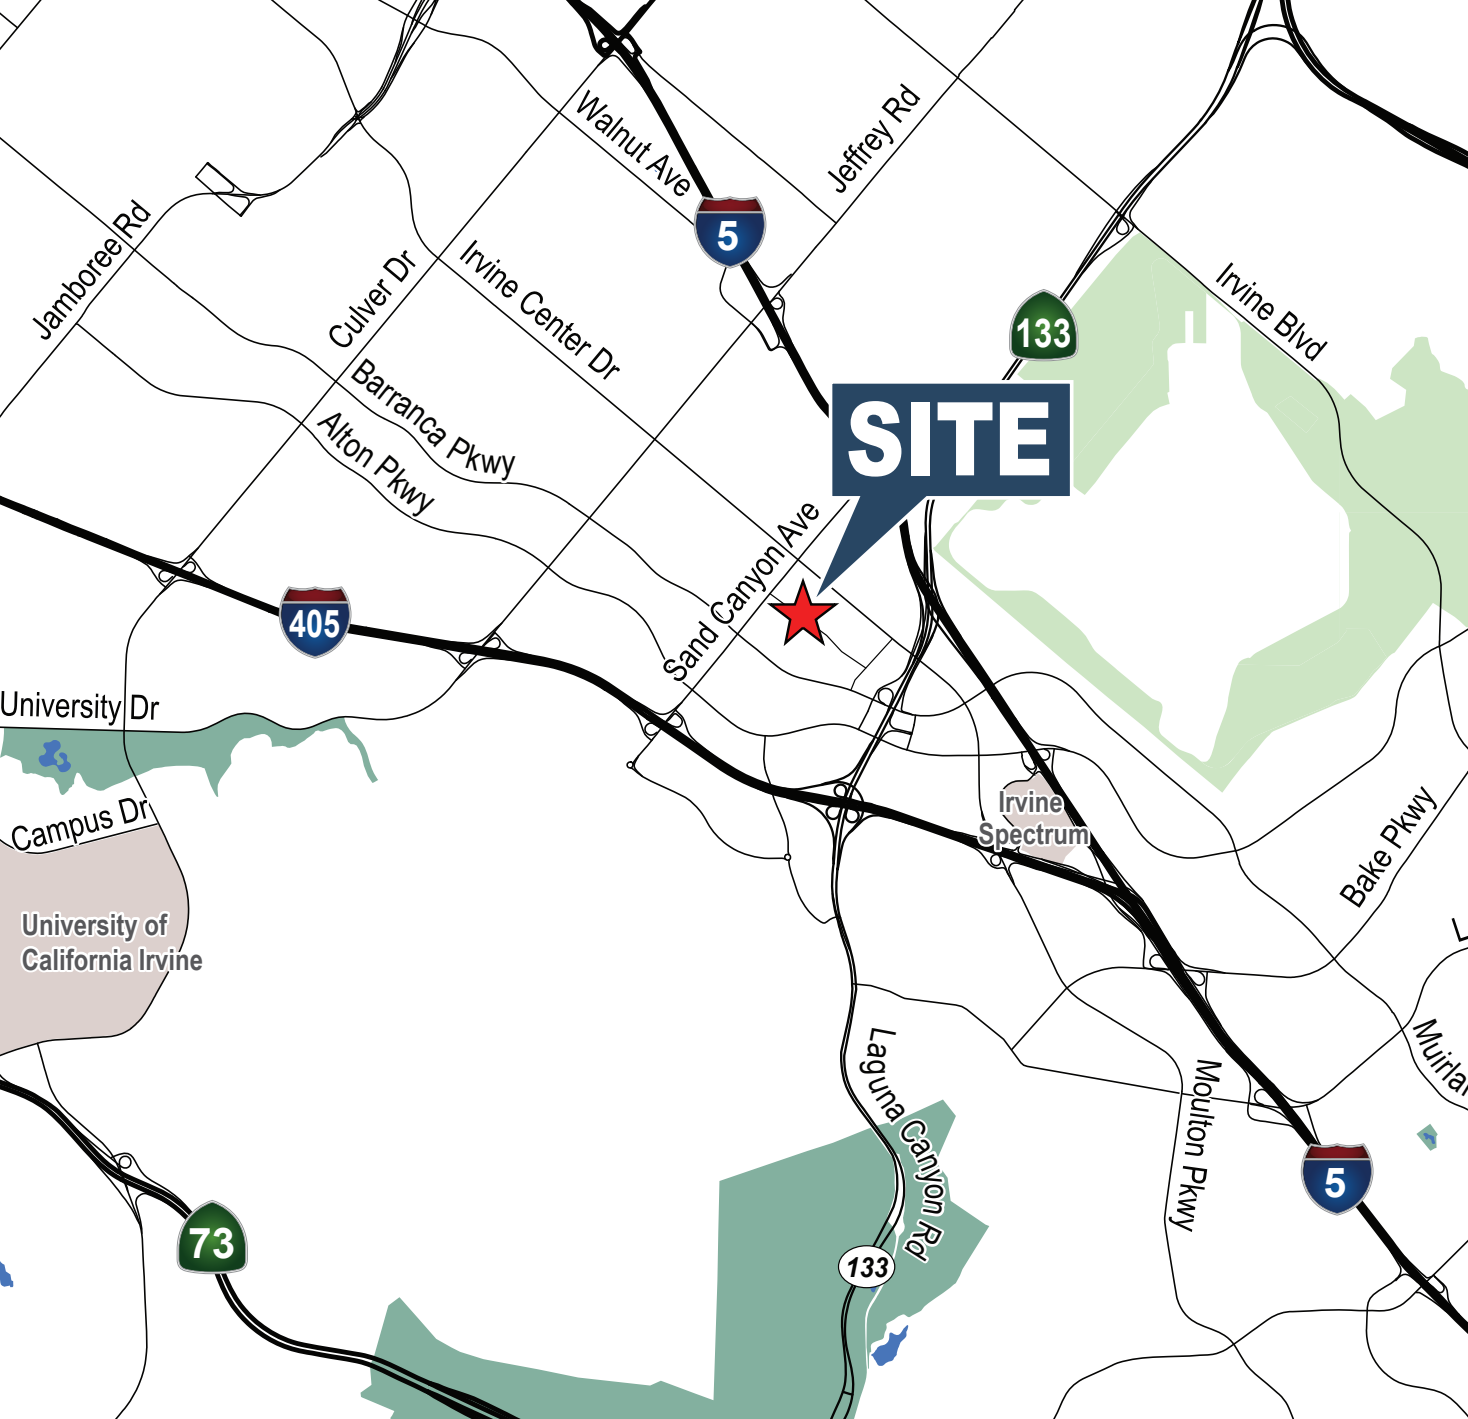 Walnut Ave
Jeffrey Rd
5
Jamboree Rd
Culver Dr
Irvine Center Dr
Irvine Blvd
133
Barranca Pkwy
Alton Pkwy
SITE
Sand Canyon Ave
405
University Dr
Campus Dr
Irvine
Spectrum
Bake Pkwy
University of
California Irvine
L
Laguna Canyon Rd
Moulton Pkwy
Muirla
5
73
133